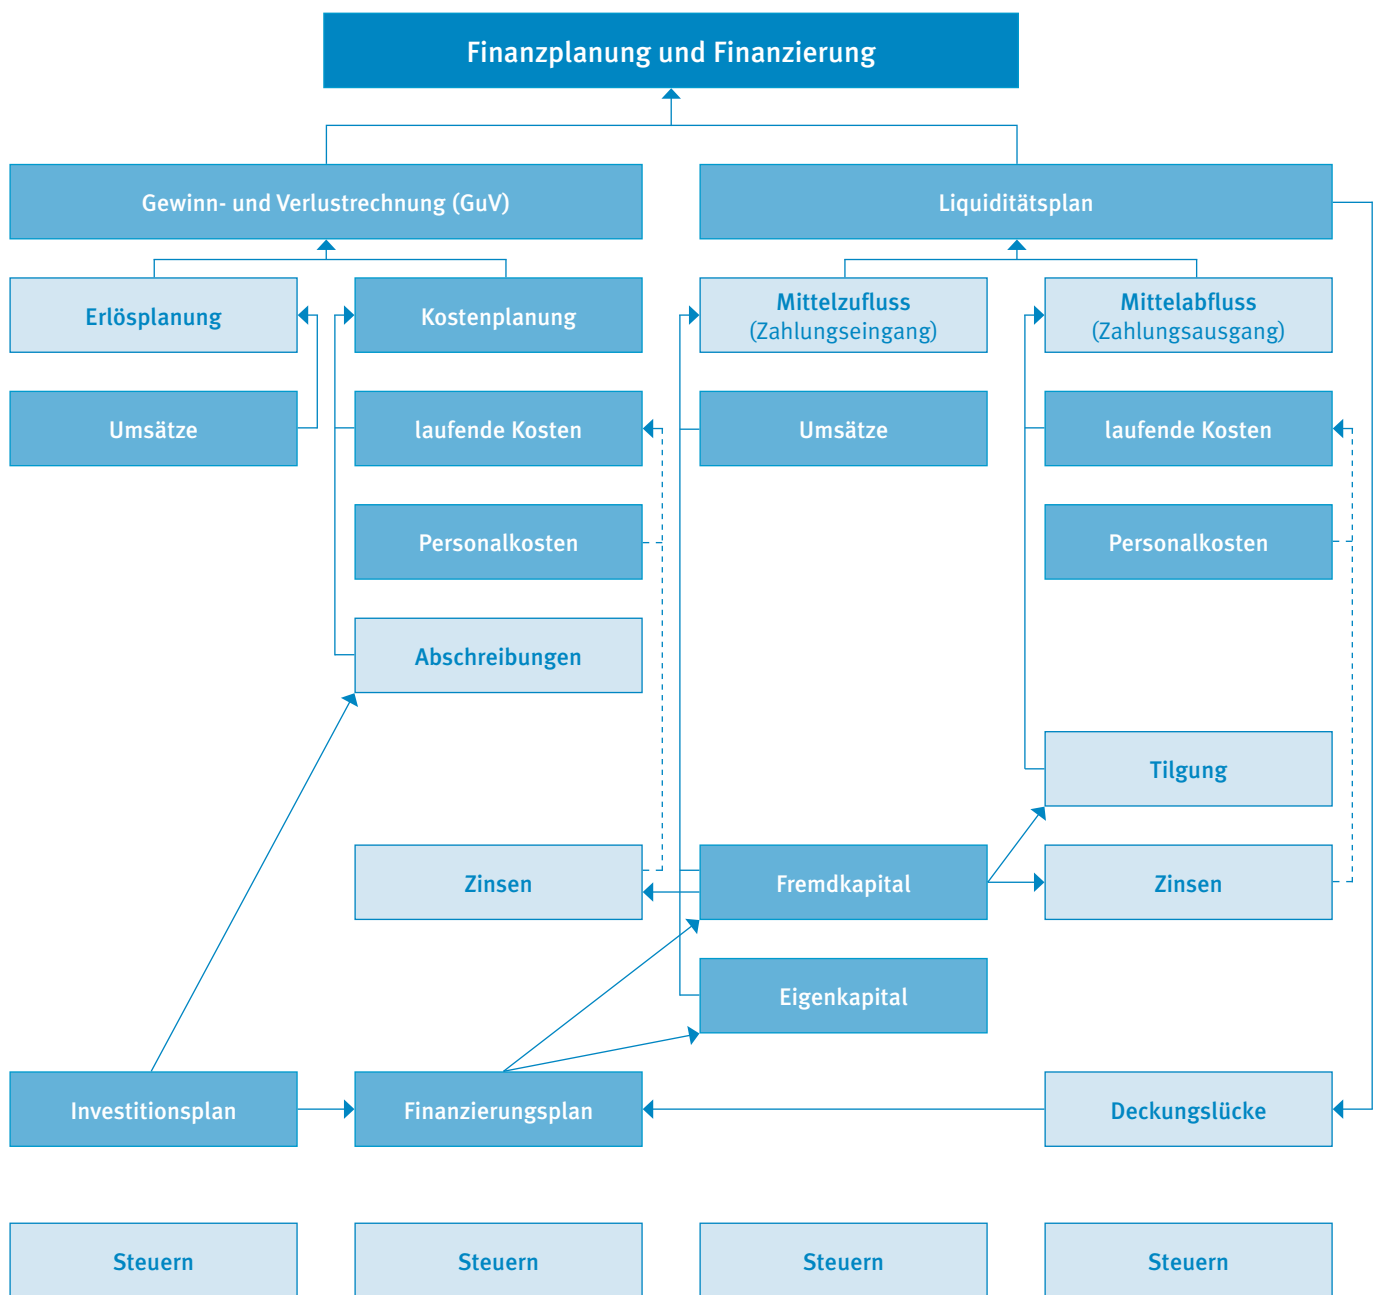 Finanzplanung und Finanzierung
Gewinn- und Verlustrechnung (GuV)
Liquiditätsplan
Erlösplanung
Kostenplanung
Mittelzufluss
(Zahlungseingang)
Mittelabfluss
(Zahlungsausgang)
Umsätze
laufende Kosten
Umsätze
laufende Kosten
Personalkosten
Personalkosten
Abschreibungen
Tilgung
Zinsen
Fremdkapital
Zinsen
Eigenkapital
Investitionsplan
Finanzierungsplan
Deckungslücke
Steuern
Steuern
Steuern
Steuern